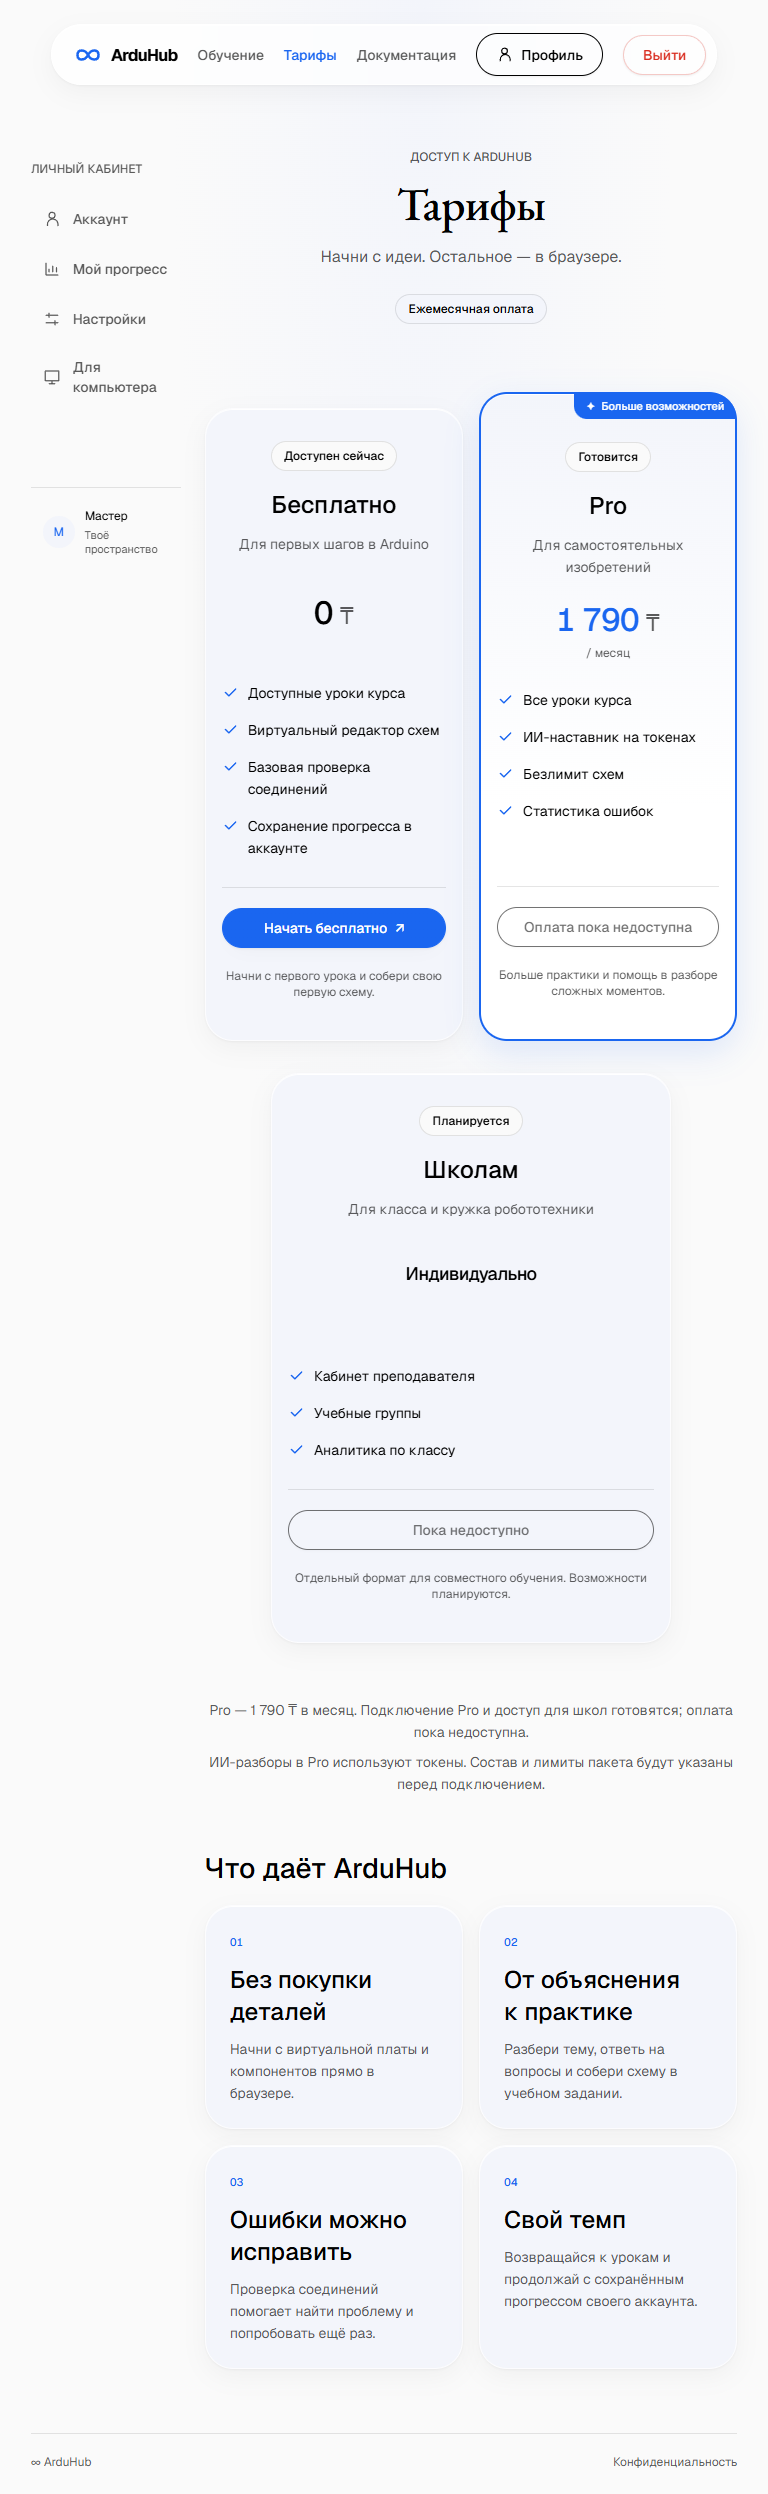 ArduHub
Обучение
Тарифы
Документация
Профиль
Выйти
ЛИЧНЫЙ КАБИНЕТ
Аккаунт
Мой прогресс
Настройки
Для
компьютера
М
Мастер
Твоё
пространство
ДОСТУП К ARDUHUB
Тарифы
Начни с идеи. Остальное — в браузере.
Ежемесячная оплата
Доступен сейчас
Бесплатно
Для первых шагов в Arduino
0 ₸
Доступные уроки курса
Виртуальный редактор схем
Базовая проверка
соединений
Сохранение прогресса в
аккаунте
Начать бесплатно
Начни с первого урока и собери свою
первую схему.
Больше возможностей
Готовится
Pro
Для самостоятельных
изобретений
1 790 ₸
/ месяц
Все уроки курса
ИИ-наставник на токенах
Безлимит схем
Статистика ошибок
Оплата пока недоступна
Больше практики и помощь в разборе
сложных моментов.
Планируется
Школам
Для класса и кружка робототехники
Индивидуально
Кабинет преподавателя
Учебные группы
Аналитика по классу
Пока недоступно
Отдельный формат для совместного обучения. Возможности
планируются.
Pro — 1 790 ₸ в месяц. Подключение Pro и доступ для школ готовятся; оплата
пока недоступна.
ИИ-разборы в Pro используют токены. Состав и лимиты пакета будут указаны
перед подключением.
Что даёт ArduHub
01
Без покупки
деталей
Начни с виртуальной платы и
компонентов прямо в
браузере.
02
От объяснения
к практике
Разбери тему, ответь на
вопросы и собери схему в
учебном задании.
03
Ошибки можно
исправить
Проверка соединений
помогает найти проблему и
попробовать ещё раз.
04
Свой темп
Возвращайся к урокам и
продолжай с сохранённым
прогрессом своего аккаунта.
∞ ArduHub
Конфиденциальность